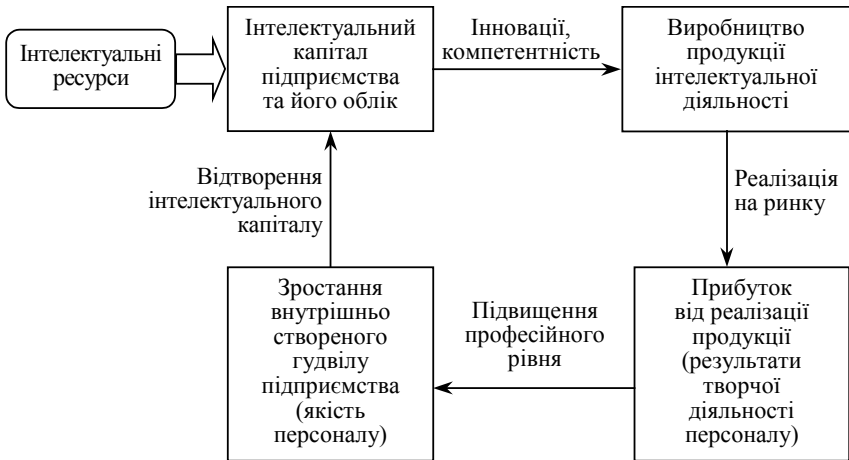 Інтелектуальні
ресурси
Інтелектуальний
капітал
підприємства
та його облік
Інновації,
компетентність
Виробництво
продукції
інтелектуальної
діяльності
Реалізація
на ринку
Прибуток
від реалізації
продукції
(результати
творчої
діяльності
персоналу)
Підвищення
професійного
рівня
Зростання
внутрішньо
створеного
гудвілу
підприємства
(якість
персоналу)
Відтворення
інтелектуального
капіталу